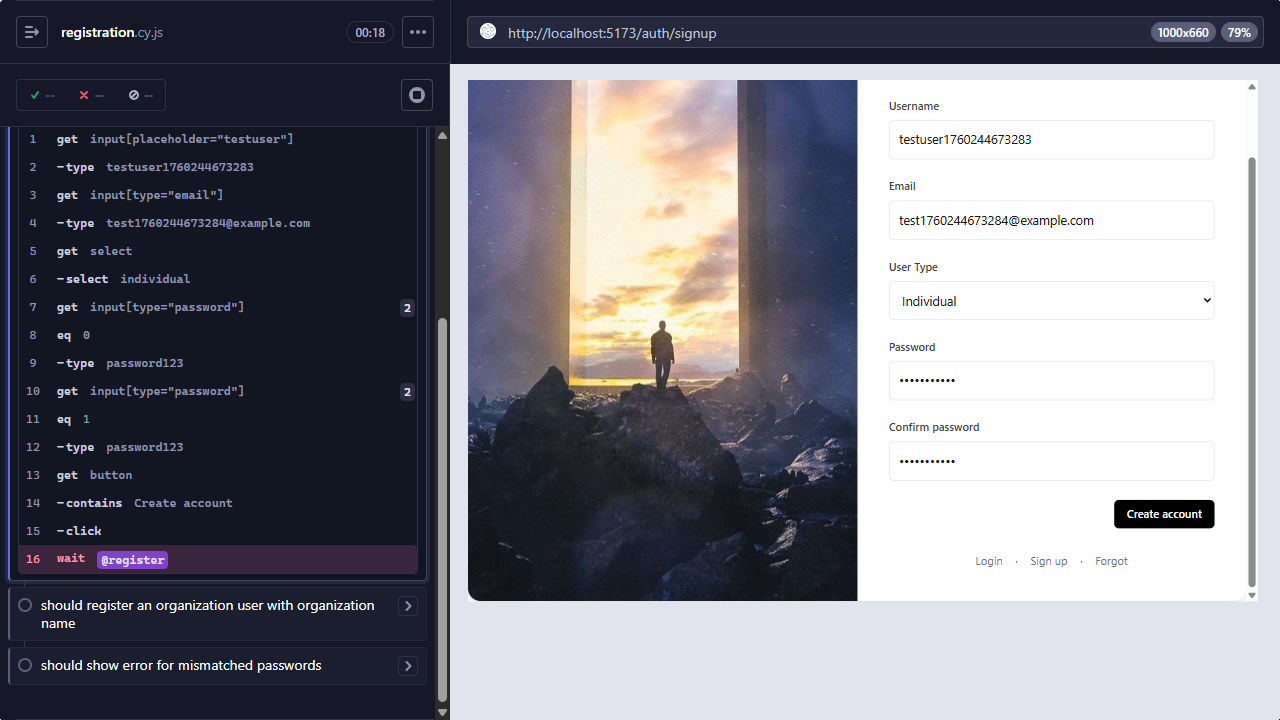 registration.cy.js
00:18
--
--
--
1 get input[placeholder="testuser"]
2 -type testuser1760244673283
3 get input[type="email"]
4 -type test1760244673284@example.com
5 get select
6 -select individual
7 get input[type="password"] 2
8 eq 0
9 -type password123
10 get input[type="password"] 2
11 eq 1
12 -type password123
13 get button
14 -contains Create account
15 -click
16 wait @register
should register an organization user with organization
name
should show error for mismatched passwords
http://localhost:5173/auth/signup
1000x660
79%
Username
testuser1760244673283
Email
test1760244673284@example.com
User Type
Individual
Password
•••••••••••
Confirm password
•••••••••••
Create account
Login · Sign up · Forgot